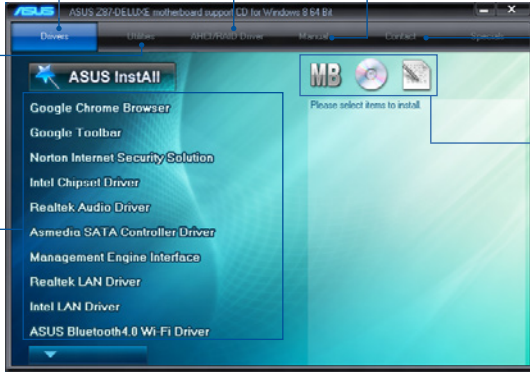 ASUS ASUS Z87-DELUXE motherboard support CD for Windows 8 64 Bit
Drivers Utilities AHCI/RAID Driver Manual Contact Specials
ASUS InstAll
MB
Please select items to install.
Google Chrome Browser
Google Toolbar
Norton Internet Security Solution
Intel Chipset Driver
Realtek Audio Driver
Asmedia SATA Controller Driver
Management Engine Interface
Realtek LAN Driver
Intel LAN Driver
ASUS Bluetooth4.0 Wi-Fi Driver